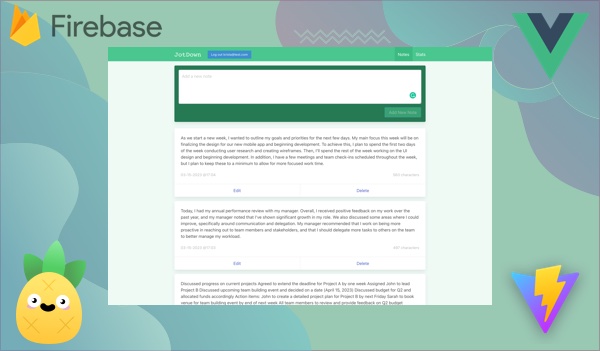 Firebase
JotDown
Notes
Stats
Add a new note
Add New Note
As we start a new week, I wanted to outline my goals and priorities for the next few days. My main focus this week will be on
finalizing the design for our new mobile app and beginning development. To achieve this, I plan to spend the first two days
of the week conducting user research and creating wireframes. Then, I'll spend the rest of the week working on the UI
design and beginning development. In addition, I have a few meetings and team check-ins scheduled throughout the week,
but I plan to keep these to a minimum to allow for more focused work time.
characters
Edit
Delete
Today, I had my annual performance review with my manager. Overall, I received positive feedback on my work over the
past year, and my manager noted that I've shown significant growth in my role. We also discussed some areas where I could
improve, specifically around communication and delegation. My manager recommended that I work on being more
proactive in reaching out to team members and stakeholders, and that I should delegate more tasks to others on the team
to better manage my workload.
characters
Edit
Delete
Discussed progress on current projects Agreed to extend the deadline for Project A by one week Assigned John to lead
Project B Discussed upcoming team building event and decided on a date (April 15, 2023) Discussed budget for Q2 and
allocated funds accordingly Action items: John to create a detailed project plan for Project B by next Friday Sarah to book
venue for team building event by end of next week All team members to review and provide feedback on Q2 budget